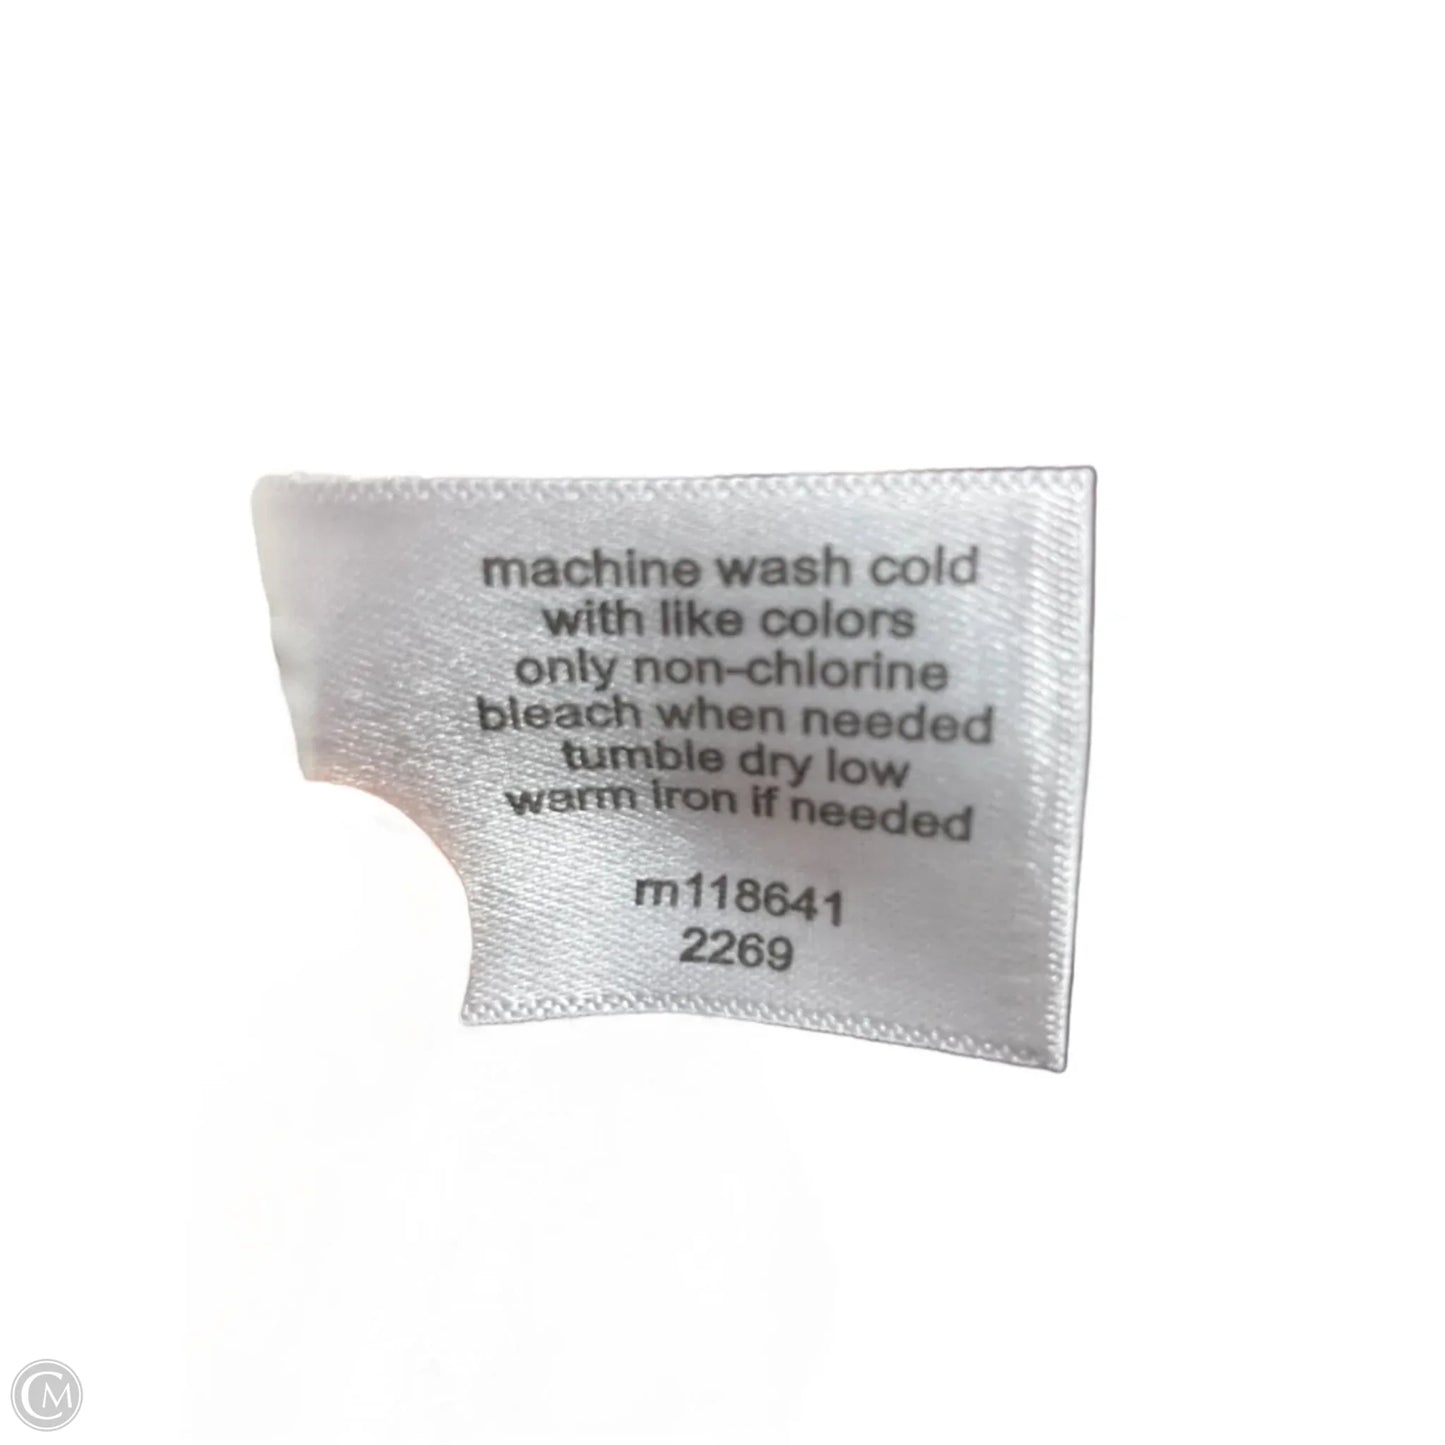 machine wash cold
with like colors
only non-chlorine
bleach when needed
tumble dry low
warm iron if needed
m118641
2269
CM